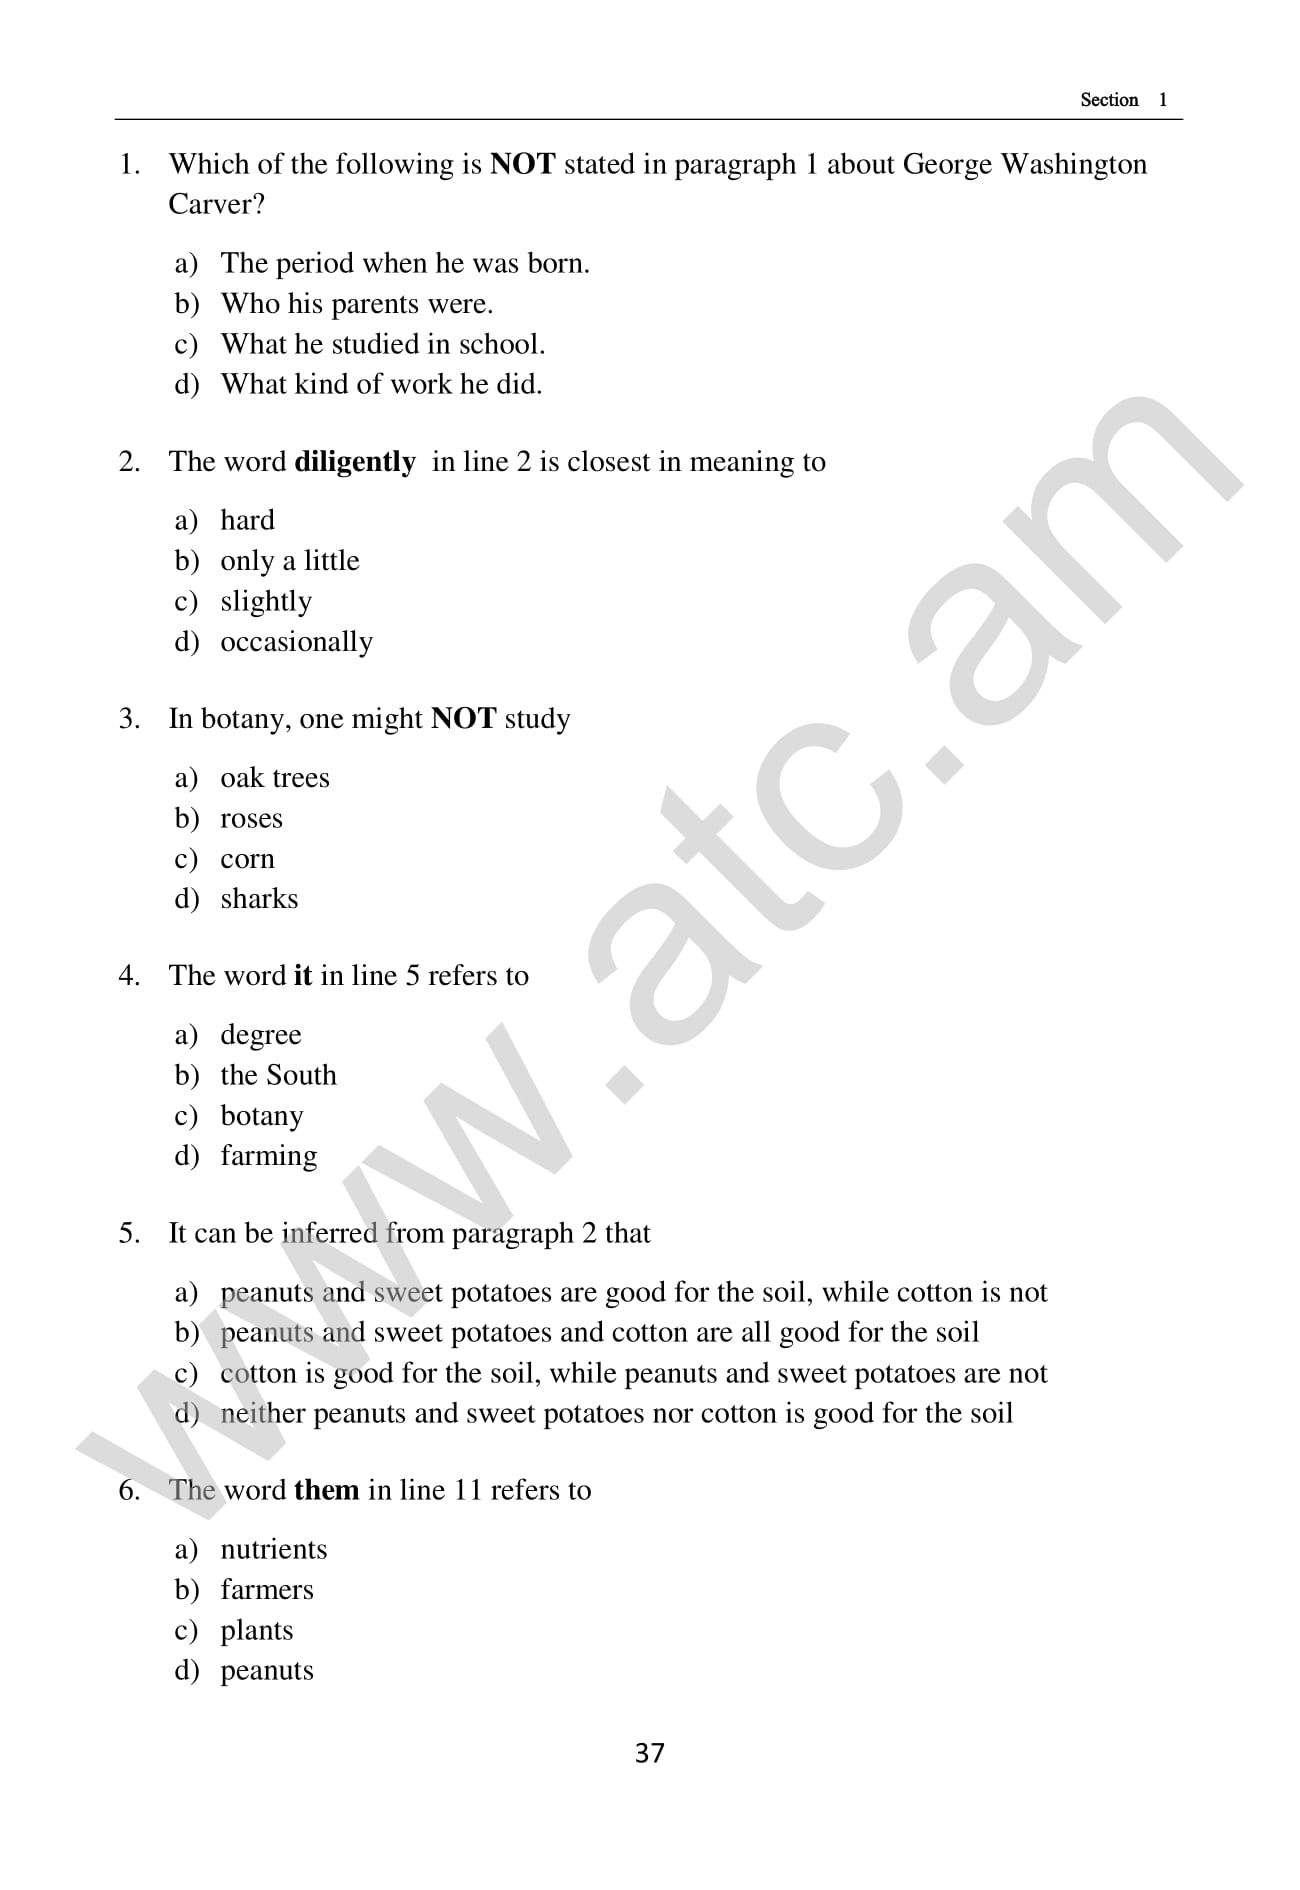 Section 1
1. Which of the following is NOT stated in paragraph 1 about George Washington
Carver?
a) The period when he was born.
b) Who his parents were.
c) What he studied in school.
d) What kind of work he did.
2. The word diligently in line 2 is closest in meaning to
a) hard
b) only a little
c) slightly
d) occasionally
3. In botany, one might NOT study
a) oak trees
b) roses
c) corn
d) sharks
4. The word it in line 5 refers to
a) degree
b) the South
c) botany
d) farming
5. It can be inferred from paragraph 2 that
a) peanuts and sweet potatoes are good for the soil, while cotton is not
b) peanuts and sweet potatoes and cotton are all good for the soil
c) cotton is good for the soil, while peanuts and sweet potatoes are not
d) neither peanuts and sweet potatoes nor cotton is good for the soil
6. The word them in line 11 refers to
a) nutrients
b) farmers
c) plants
d) peanuts
37
www.atc.am